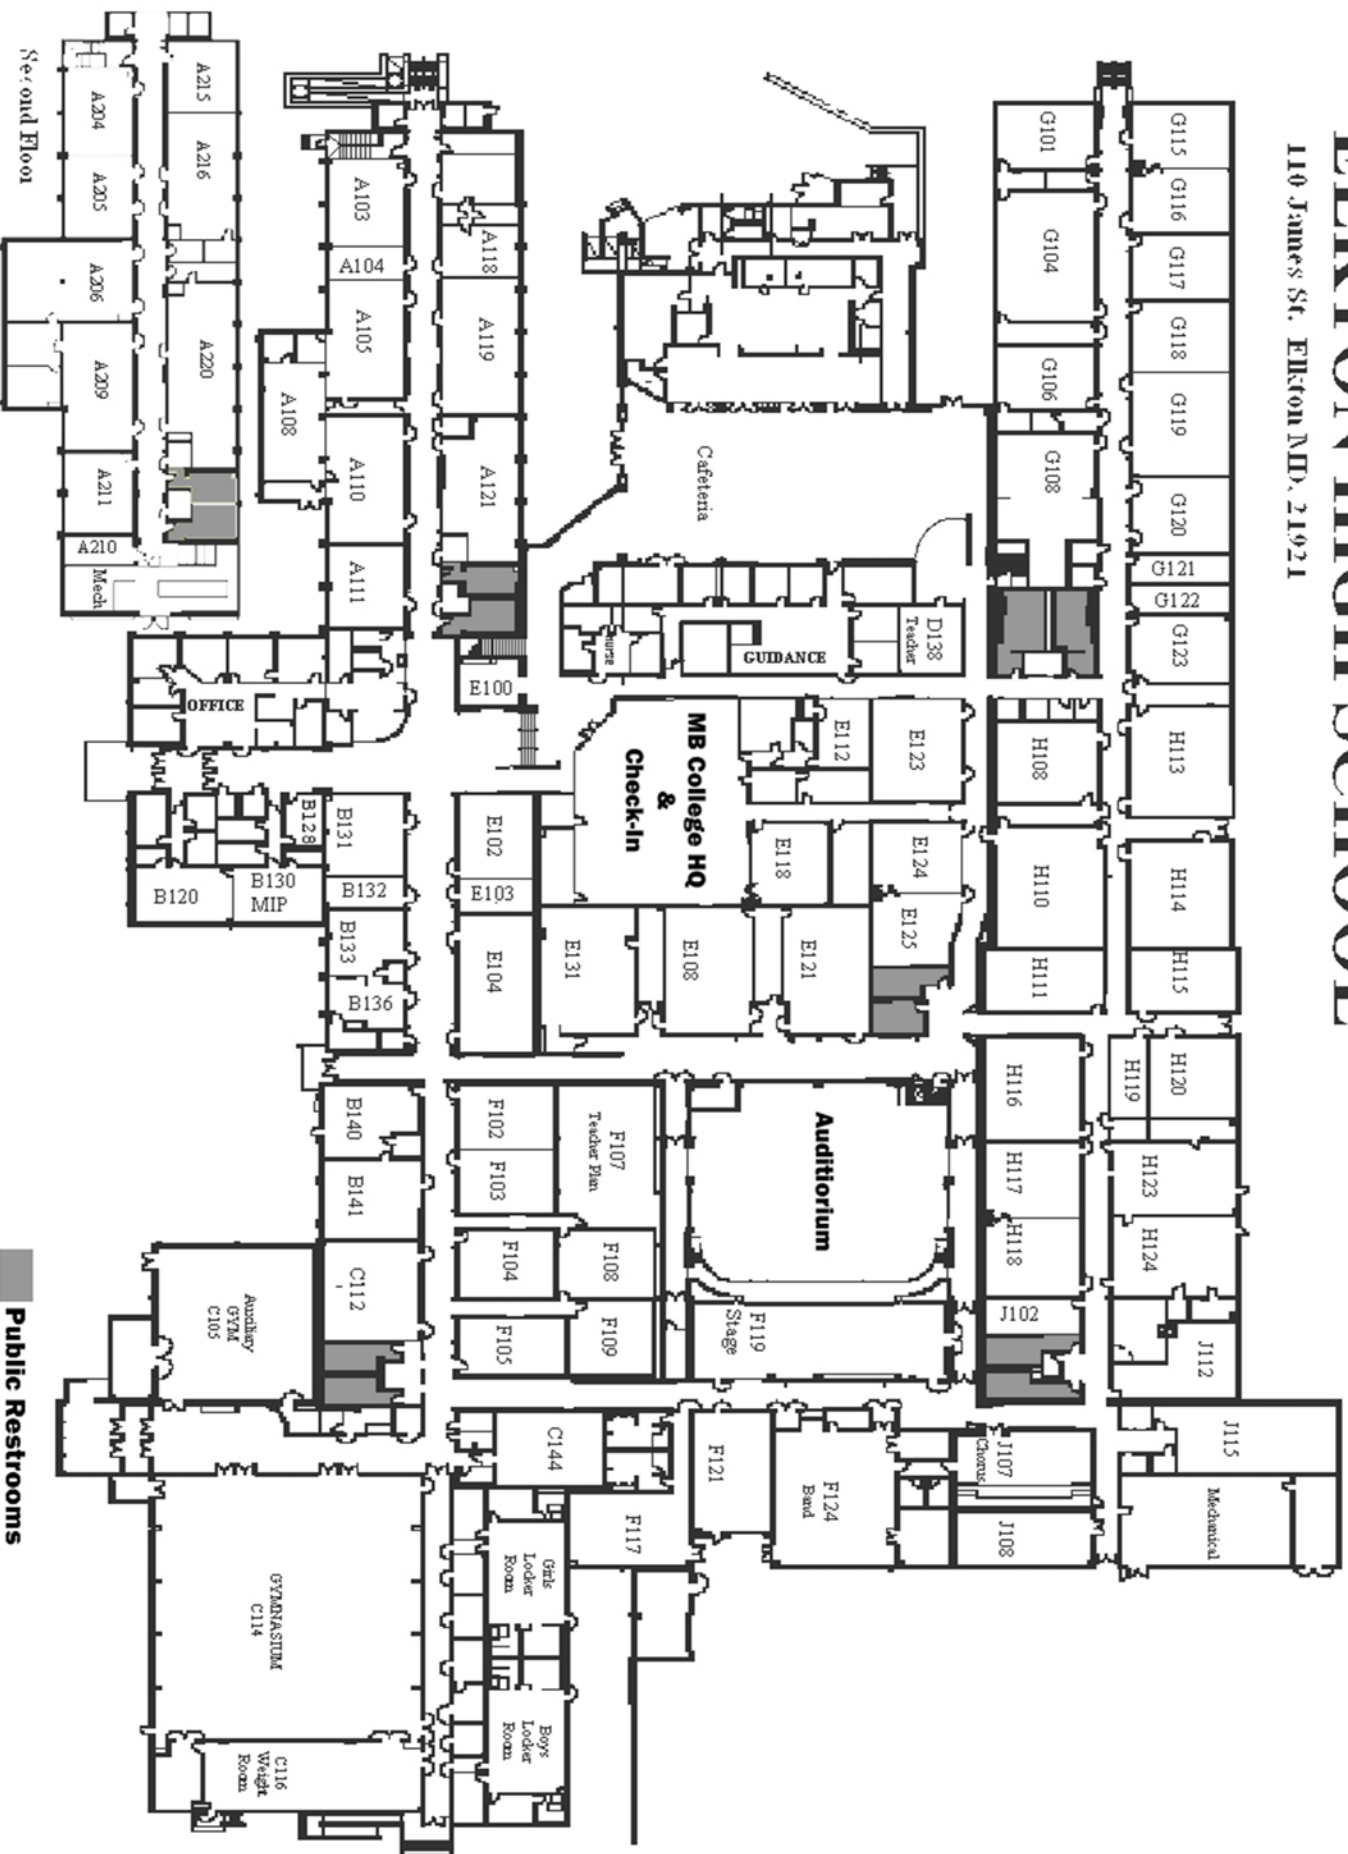 ELKTON HIGH SCHOOL
110 James St. Elkton MD. 21921
G115
G116
G117
G118
G119
G120
G121
G122
G123
H113
H114
H115
H120
H119
H123
H124
J112
J115
Mechanical
G101
G104
G106
G108
H108
H110
H111
H116
H117
H118
J102
J107
Chorus
J108
D138
Teacher
E123
E124
E125
E112
E118
E121
GUIDANCE
Cafeteria
MB College HQ
&
Check-In
E108
E131
Auditiorium
F119
Stage
F124
Band
F121
F117
F107
Teacher Plan
F108
F109
A118
A119
A121
E100
E102
E103
E104
F102
F103
F104
F105
C144
Girls
Locker
Room
Boys
Locker
Room
A103
A104
A105
A108
A110
A111
OFFICE
B131
B128
B132
B130
MIP
B120
B133
B136
B140
B141
C112
Auxiliary
GYM
C105
GYMNASIUM
C114
C116
Weight
Room
A215
A216
A220
A204
A205
A206
A209
A211
A210
Mech
Second Floor
Public Restrooms